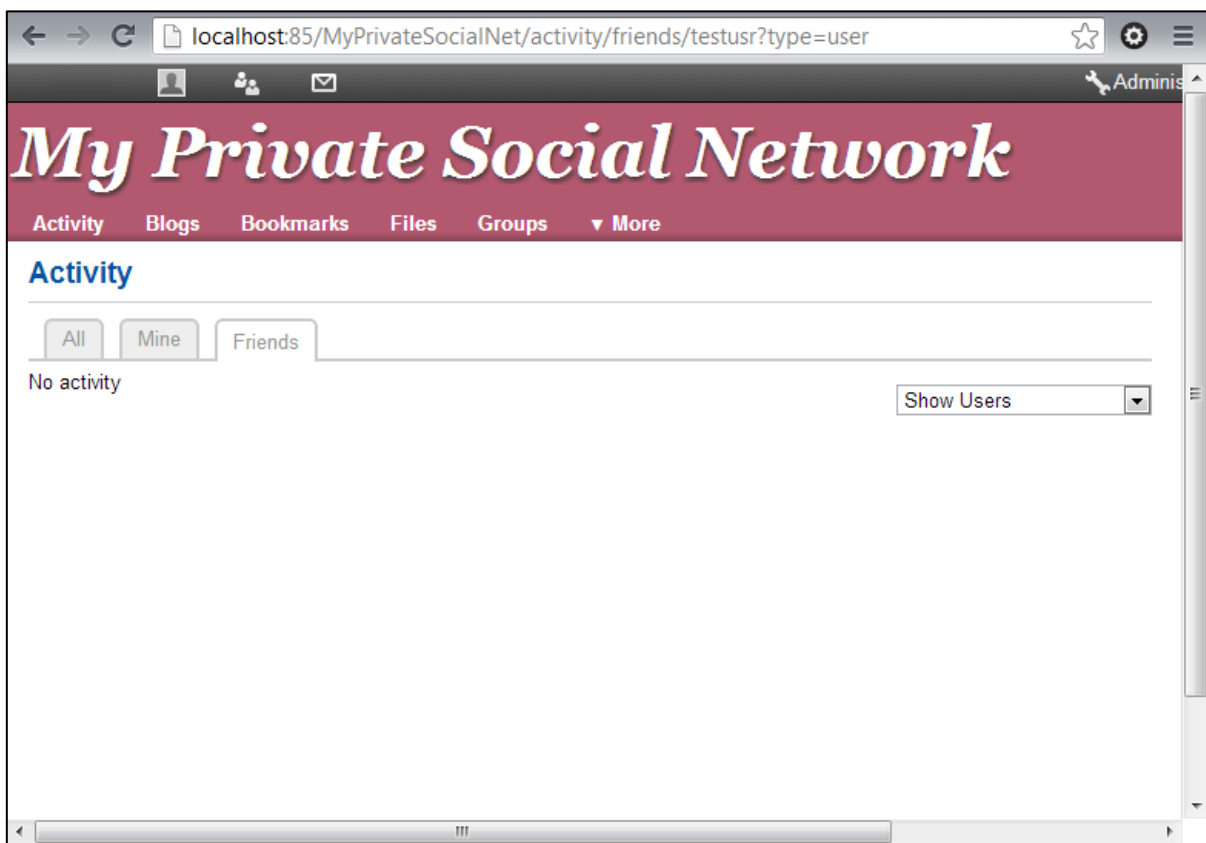 localhost:85/MyPrivateSocialNet/activity/friends/testusr?type=user
Adminis
My Private Social Network
Activity Blogs Bookmarks Files Groups ▼ More
Activity
All Mine Friends
No activity
Show Users